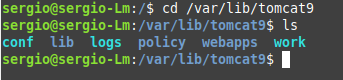 sergio@sergio-Lm:/$ cd /var/lib/tomcat9
sergio@sergio-Lm:/var/lib/tomcat9$ ls
conf lib logs policy webapps work
sergio@sergio-Lm:/var/lib/tomcat9$